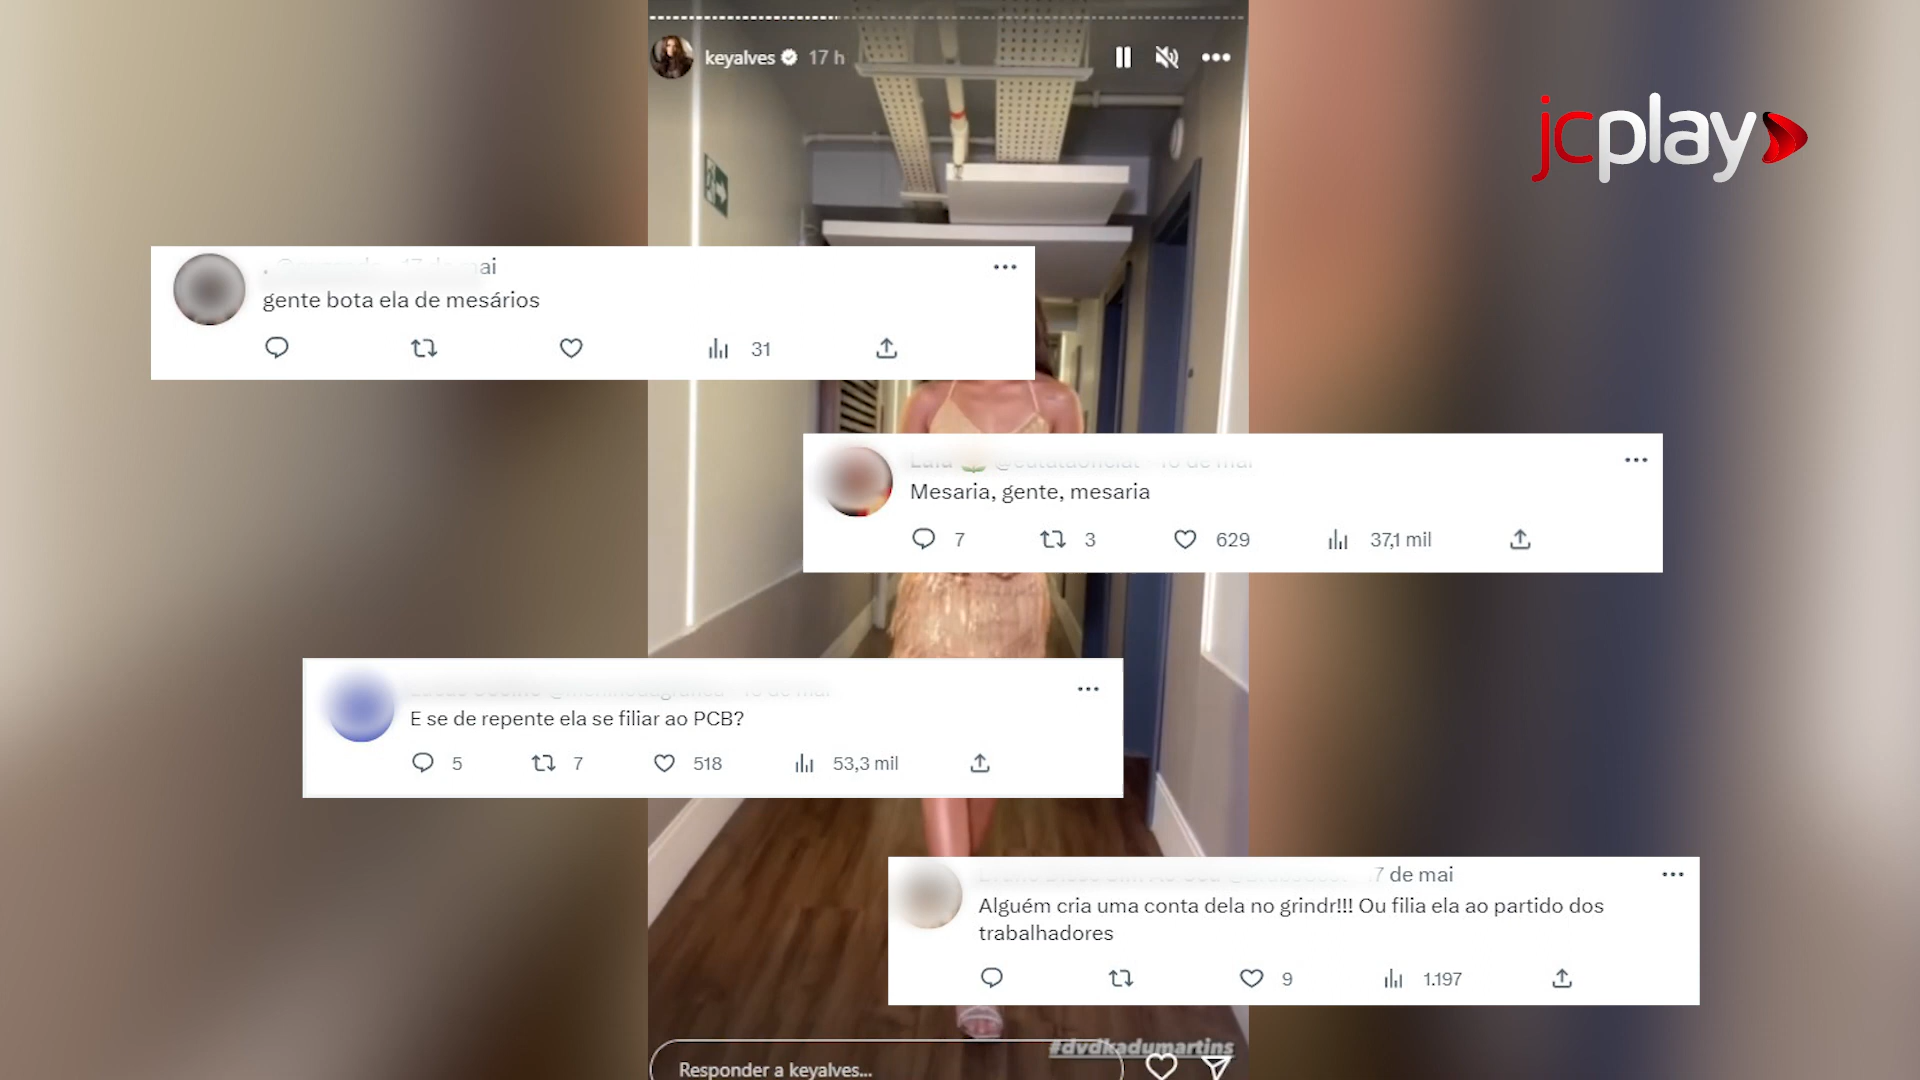 keyalves 17 h
jcplay
mai
gente bota ela de mesários
31
Mesaria, gente, mesaria
7 3 629 37,1 mil
E se de repente ela se filiar ao PCB?
5 7 518 53,3 mil
7 de mai
Alguém cria uma conta dela no grindr!!! Ou filia ela ao partido dos
trabalhadores
9 1.197
#dvdkadumartins
Responder a keyalves...